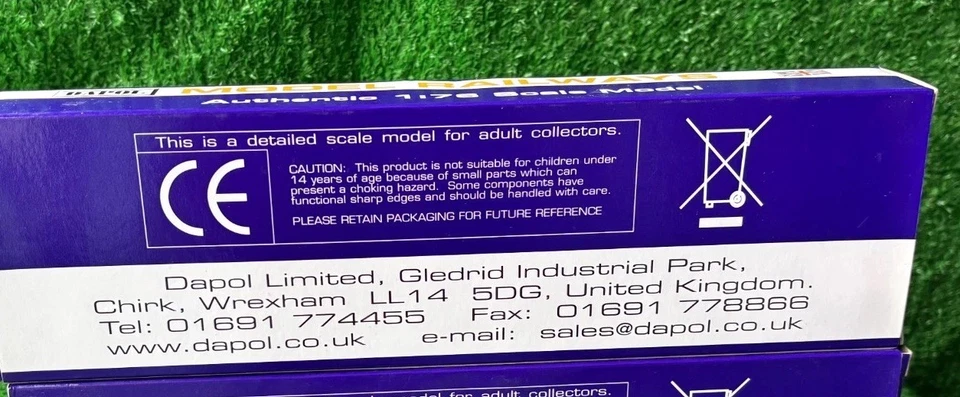 DAPOL MODEL RAILWAYS
Authentic 1:76 Scale Model
This is a detailed scale model for adult collectors.
CE
CAUTION: This product is not suitable for children under
14 years of age because of small parts which can
present a choking hazard. Some components have
functional sharp edges and should be handled with care.
PLEASE RETAIN PACKAGING FOR FUTURE REFERENCE
Dapol Limited, Gledrid Industrial Park,
Chirk, Wrexham LL14 5DG, United Kingdom.
Tel: 01691 774455 Fax: 01691 778866
www.dapol.co.uk e-mail: sales@dapol.co.uk
model for adult collectors.